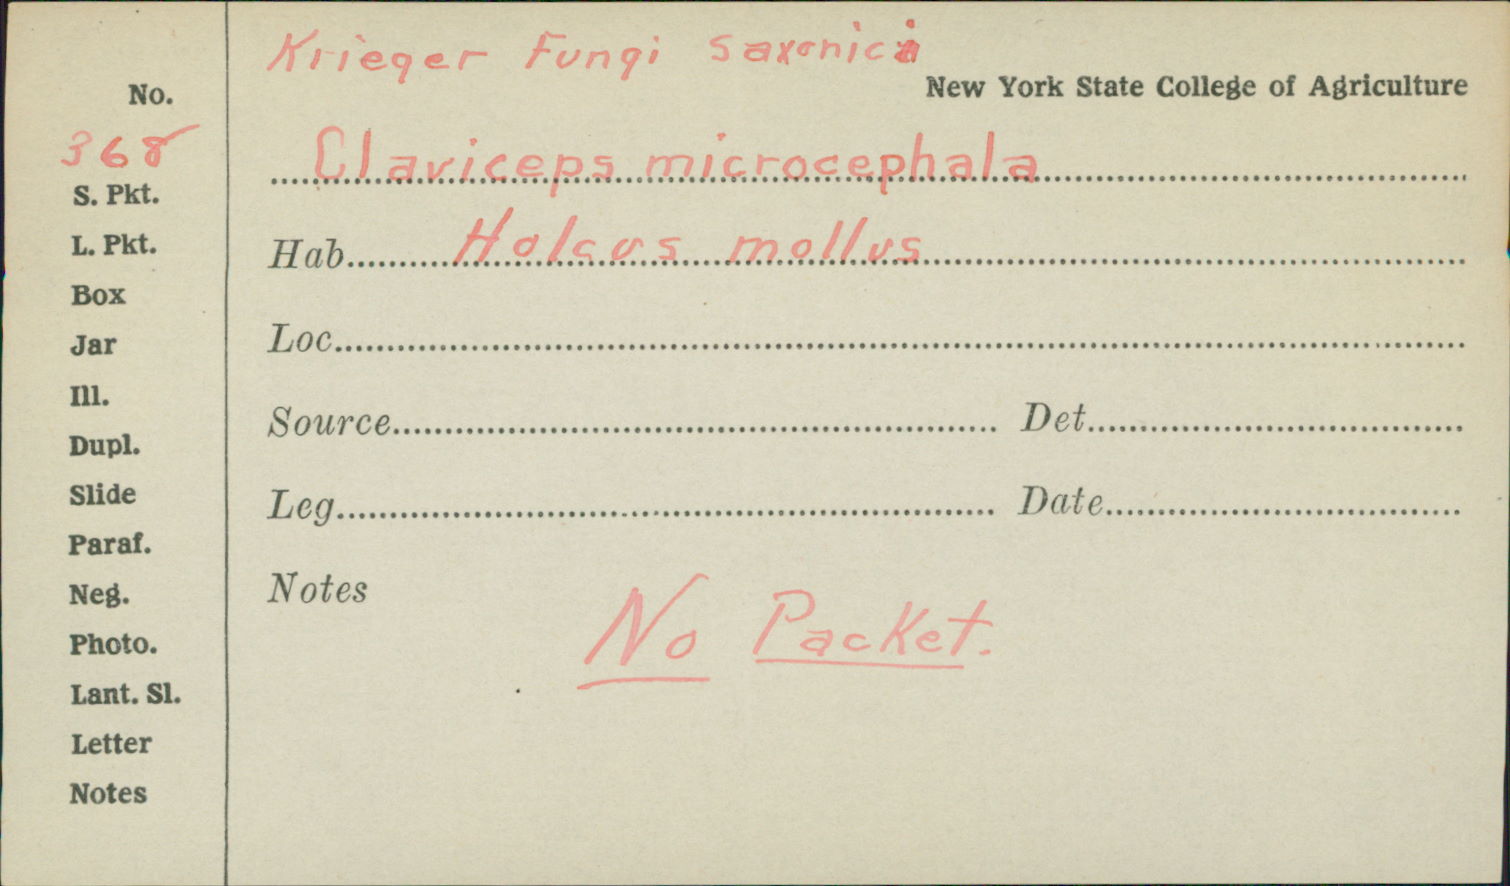 Krieger Fungi saxonici
New York State College of Agriculture
No.
368
Claviceps microcephala
S. Pkt.
L. Pkt.
Hab. Holcus mollus
Box
Jar
Loc.
Ill.
Dupl.
Source Det.
Slide
Leg. Date
Paraf.
Neg.
Notes
Photo.
No Packet.
Lant. Sl.
Letter
Notes